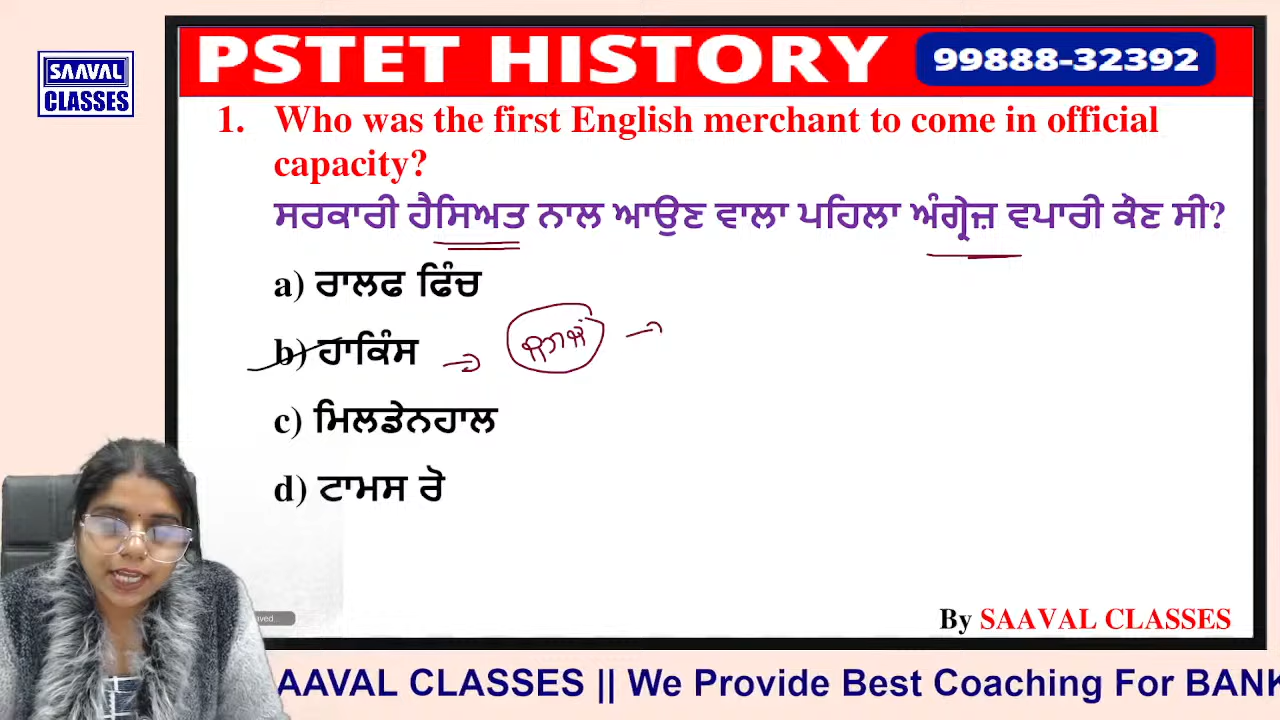 SAAVAL
CLASSES
PSTET HISTORY
99888-32392
1. Who was the first English merchant to come in official
capacity?
ਸਰਕਾਰੀ ਹੈਸਿਅਤ ਨਾਲ ਆਉਣ ਵਾਲਾ ਪਹਿਲਾ ਅੰਗ੍ਰੇਜ਼ ਵਪਾਰੀ ਕੌਣ ਸੀ?
a) ਰਾਲਫ ਫਿੰਚ
b) ਹਾਕਿੰਸ
c) ਮਿਲਡੇਨਹਾਲ
d) ਟਾਮਸ ਰੋ
By SAAVAL CLASSES
AAVAL CLASSES || We Provide Best Coaching For BANK